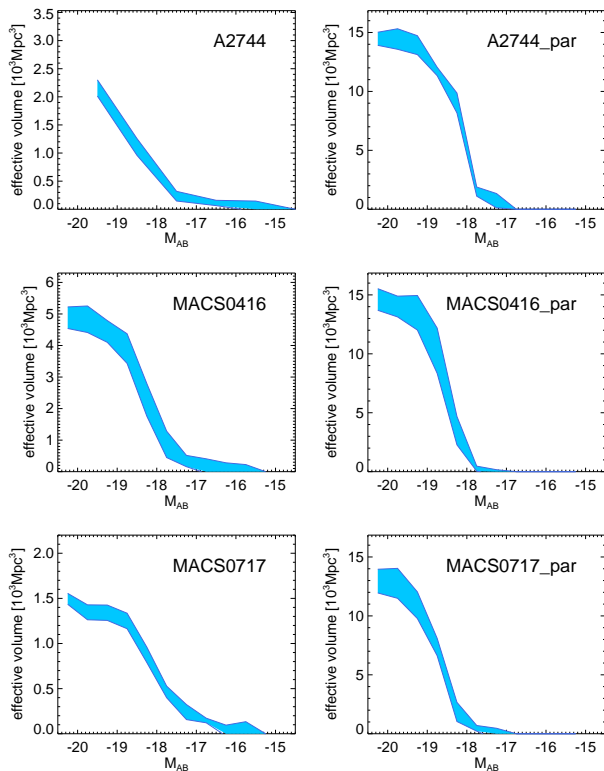 A2744
effective volume [10³Mpc³]
3.5
3.0
2.5
2.0
1.5
1.0
0.5
0.0
-20 -19 -18 -17 -16 -15
M_AB
A2744_par
effective volume [10³Mpc³]
15
10
5
0
-20 -19 -18 -17 -16 -15
M_AB
MACS0416
effective volume [10³Mpc³]
6
5
4
3
2
1
0
-20 -19 -18 -17 -16 -15
M_AB
MACS0416_par
effective volume [10³Mpc³]
15
10
5
0
-20 -19 -18 -17 -16 -15
M_AB
MACS0717
effective volume [10³Mpc³]
2.0
1.5
1.0
0.5
0.0
-20 -19 -18 -17 -16 -15
M_AB
MACS0717_par
effective volume [10³Mpc³]
15
10
5
0
-20 -19 -18 -17 -16 -15
M_AB